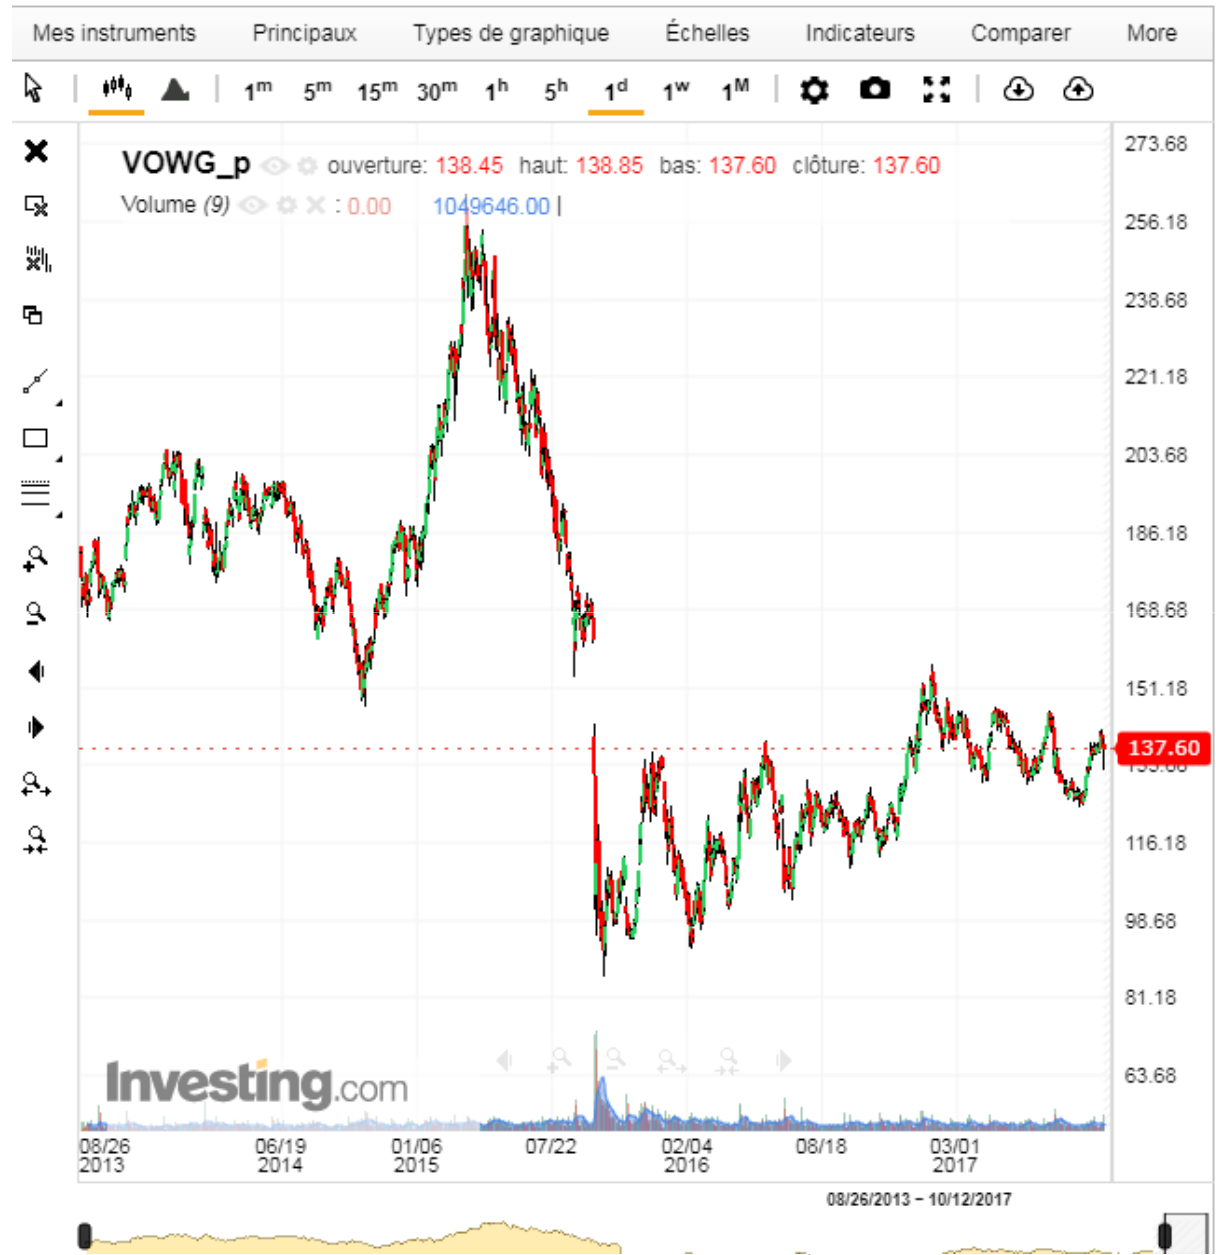 Mes instruments Principaux Types de graphique Échelles Indicateurs Comparer More
1m 5m 15m 30m 1h 5h 1d 1w 1M
VOWG_p ouverture: 138.45 haut: 138.85 bas: 137.60 clôture: 137.60
Volume (9) : 0.00 1049646.00
273.68
256.18
238.68
221.18
203.68
186.18
168.68
151.18
137.60
133.68
116.18
98.68
81.18
63.68
Investing.com
08/26 06/19 01/06 07/22 02/04 08/18 03/01
2013 2014 2015 2016 2017
08/26/2013 - 10/12/2017